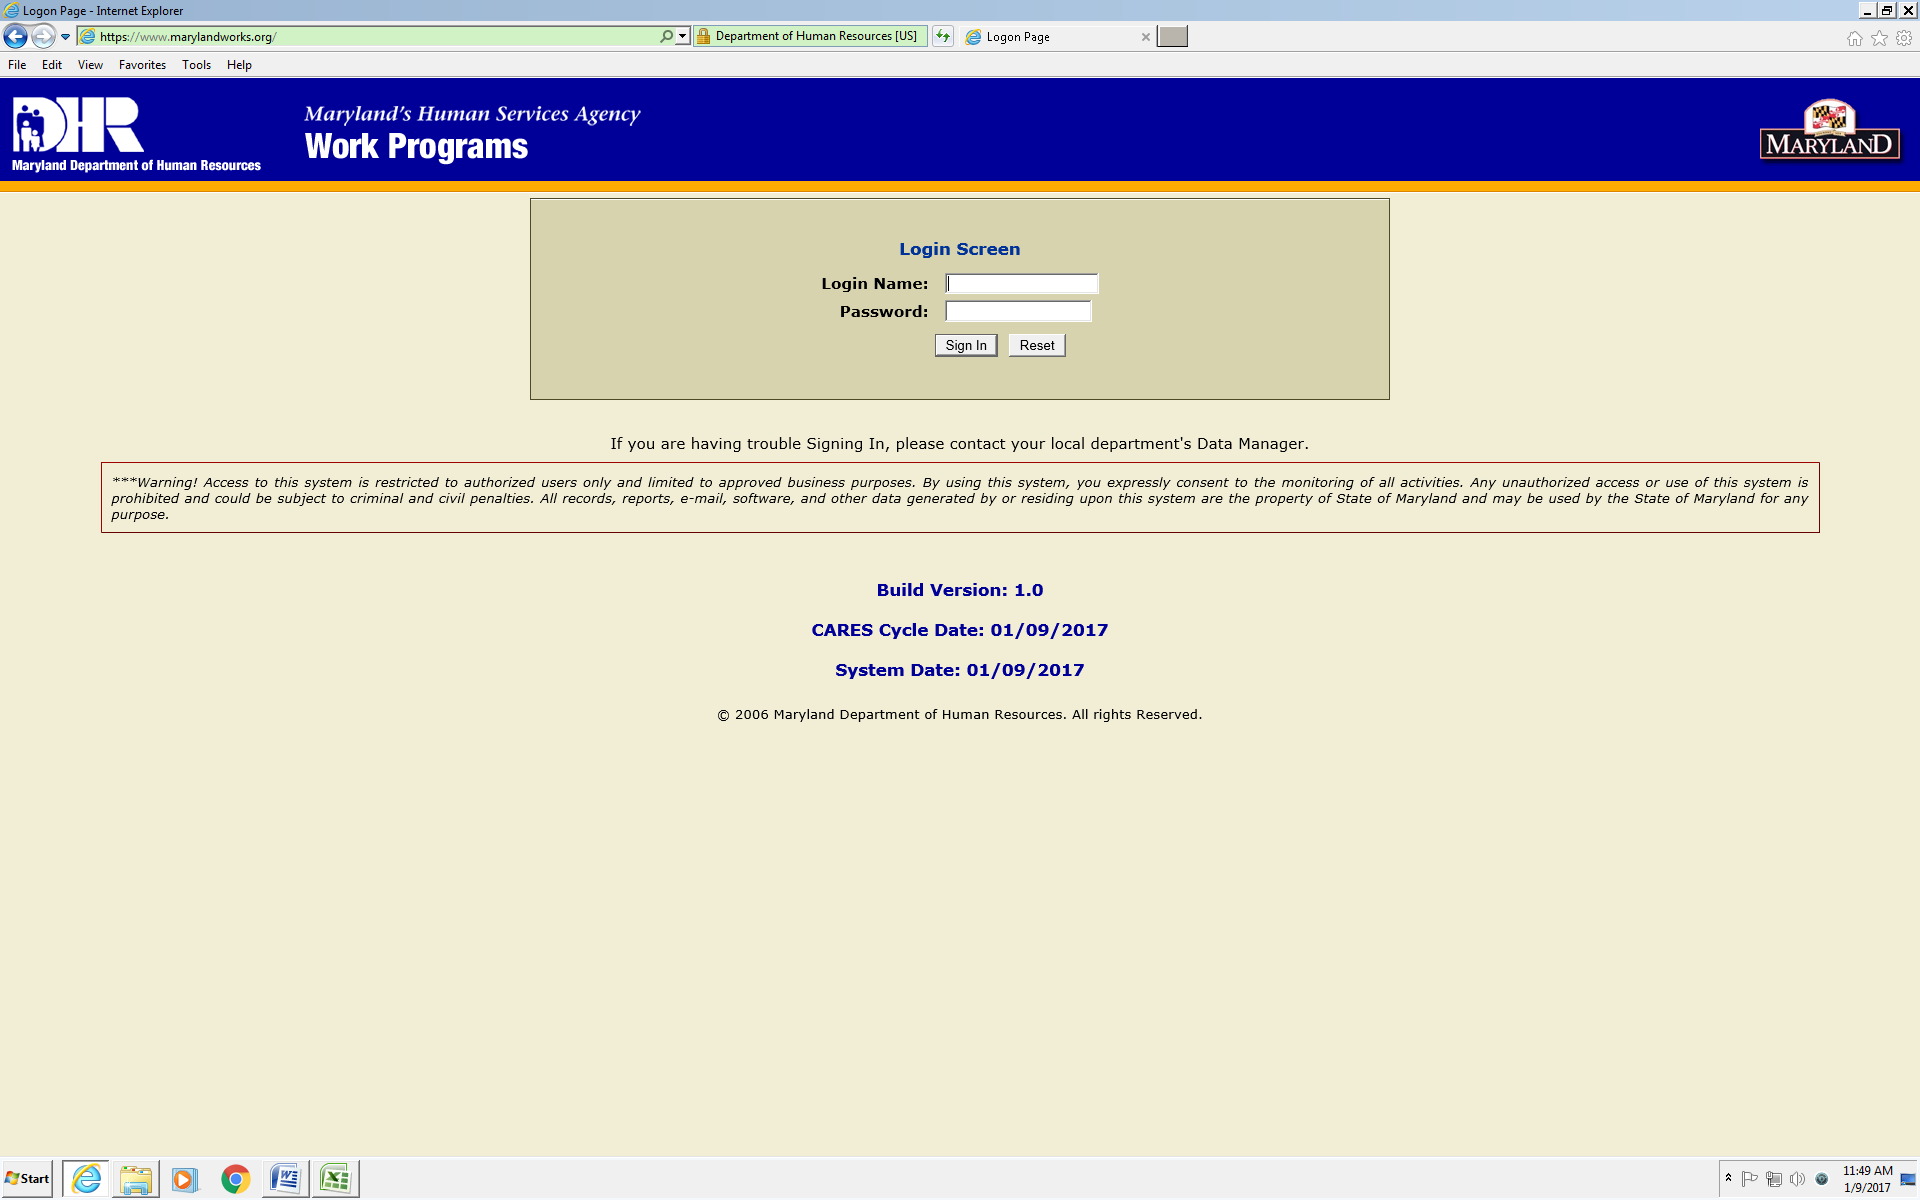 Logon Page - Internet Explorer
https://www.marylandworks.org/
Department of Human Resources [US]
Logon Page
File Edit View Favorites Tools Help
DHR
Maryland Department of Human Resources
Maryland's Human Services Agency
Work Programs
MARYLAND
Login Screen
Login Name:
Password:
Sign In Reset
If you are having trouble Signing In, please contact your local department's Data Manager.
***Warning! Access to this system is restricted to authorized users only and limited to approved business purposes. By using this system, you expressly consent to the monitoring of all activities. Any unauthorized access or use of this system is
prohibited and could be subject to criminal and civil penalties. All records, reports, e-mail, software, and other data generated by or residing upon this system are the property of State of Maryland and may be used by the State of Maryland for any
purpose.
Build Version: 1.0
CARES Cycle Date: 01/09/2017
System Date: 01/09/2017
© 2006 Maryland Department of Human Resources. All rights Reserved.
Start
11:49 AM
1/9/2017